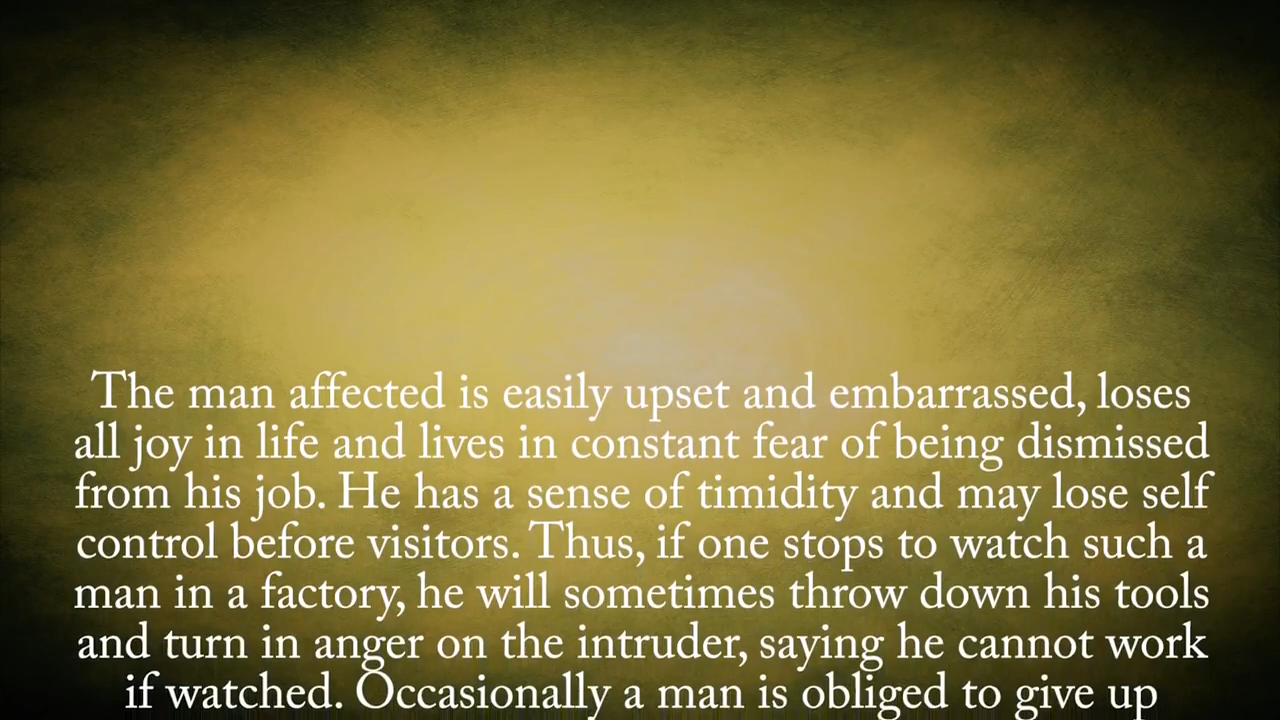 The man affected is easily upset and embarrassed, loses
all joy in life and lives in constant fear of being dismissed
from his job. He has a sense of timidity and may lose self
control before visitors. Thus, if one stops to watch such a
man in a factory, he will sometimes throw down his tools
and turn in anger on the intruder, saying he cannot work
if watched. Occasionally a man is obliged to give up